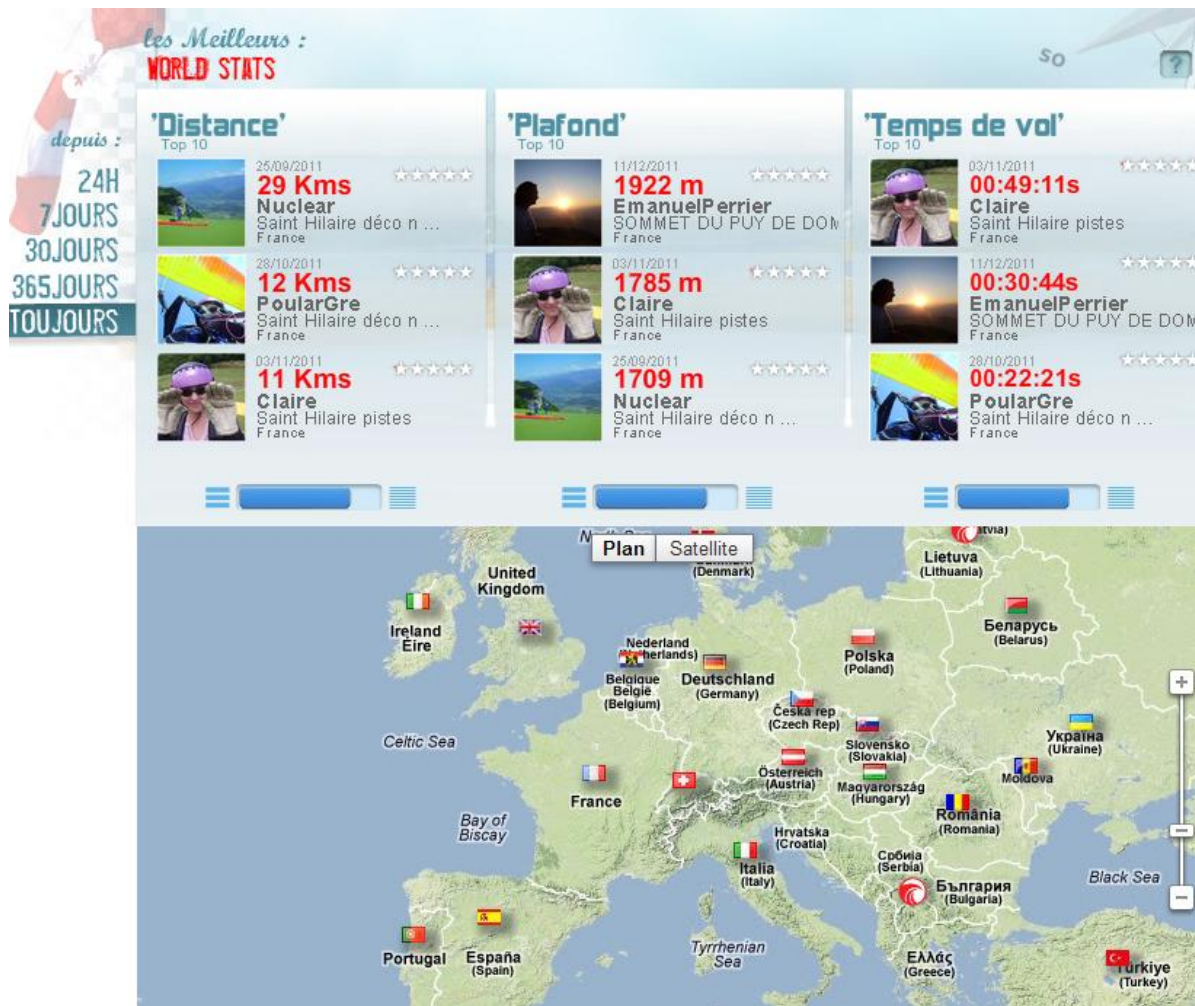 les Meilleurs :
WORLD STATS
so
?
depuis :
24H
7JOURS
30JOURS
365JOURS
TOUJOURS
'Distance'
Top 10
25/09/2011
29 Kms
Nuclear
Saint Hilaire déco n ...
France
28/10/2011
12 Kms
PoularGre
Saint Hilaire déco n ...
France
03/11/2011
11 Kms
Claire
Saint Hilaire pistes
France
'Plafond'
Top 10
11/12/2011
1922 m
EmanuelPerrier
SOMMET DU PUY DE DOM
France
03/11/2011
1785 m
Claire
Saint Hilaire pistes
France
25/09/2011
1709 m
Nuclear
Saint Hilaire déco n ...
France
'Temps de vol'
Top 10
03/11/2011
00:49:11s
Claire
Saint Hilaire pistes
France
11/12/2011
00:30:44s
EmanuelPerrier
SOMMET DU PUY DE DOM
France
28/10/2011
00:22:21s
PoularGre
Saint Hilaire déco n ...
France
Plan
Satellite
(Denmark)
Lietuva
(Lithuania)
United
Kingdom
Ireland
Éire
Беларусь
(Belarus)
Nederland
Polska
(Poland)
Belgique
België
(Belgium)
Deutschland
(Germany)
Česká rep
(Czech Rep)
Celtic Sea
Slovensko
(Slovakia)
Україна
(Ukraine)
Österreich
(Austria)
Magyarország
(Hungary)
Moldova
France
România
(Romania)
Bay of
Biscay
Hrvatska
(Croatia)
Italia
(Italy)
Србија
(Serbia)
България
(Bulgaria)
Black Sea
Portugal
España
(Spain)
Tyrrhenian
Sea
Ελλάς
(Greece)
(Turkey)
+
−